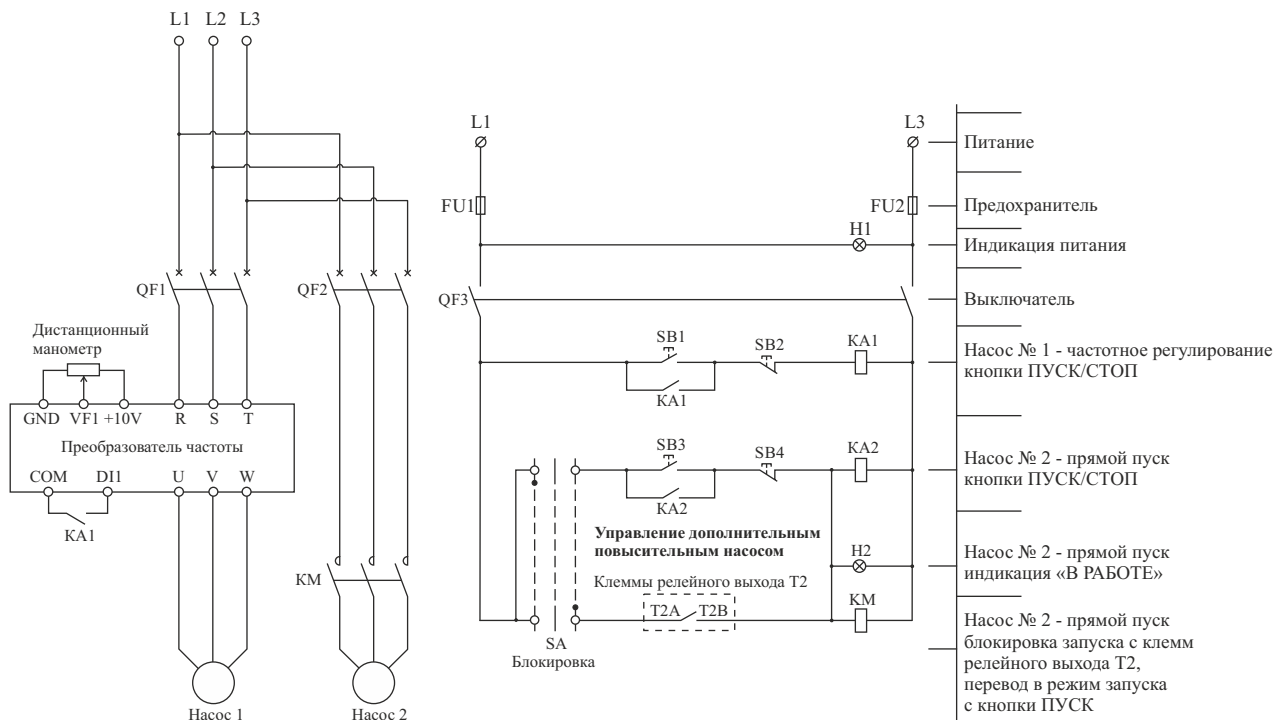 L1 L2 L3
QF1
QF2
Дистанционный
манометр
GND VF1 +10V R S T
Преобразователь частоты
COM DI1 U V W
KA1
KM
Насос 1
Насос 2
L1
L3
FU1
FU2
H1
QF3
SB1
SB2
KA1
KA1
SB3
SB4
KA2
KA2
Управление дополнительным
повысительным насосом
H2
Клеммы релейного выхода Т2
T2A T2B
KM
SA
Блокировка
Питание
Предохранитель
Индикация питания
Выключатель
Насос № 1 - частотное регулирование
кнопки ПУСК/СТОП
Насос № 2 - прямой пуск
кнопки ПУСК/СТОП
Насос № 2 - прямой пуск
индикация «В РАБОТЕ»
Насос № 2 - прямой пуск
блокировка запуска с клемм
релейного выхода Т2,
перевод в режим запуска
с кнопки ПУСК